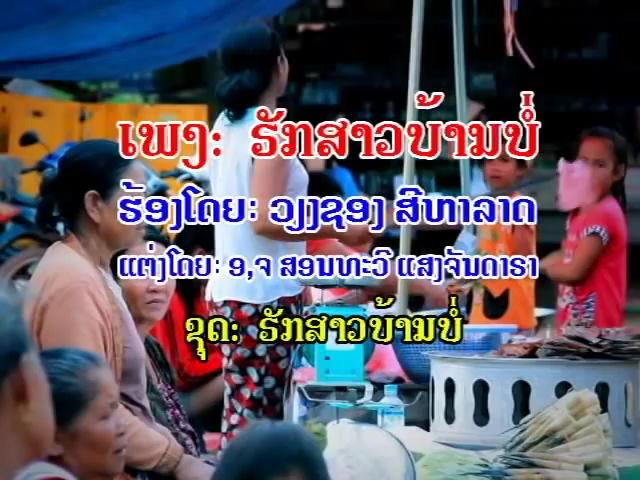 ເພງ: ຮັກສາວບ້ານບໍ່
ຮ້ອງໂດຍ: ວຽງຊອງ ສີຫາລາດ
ແຕ່ງໂດຍ: ອ,ຈ ສອນທະວີ ແສງຈັນດາຣາ
ຊຸດ: ຮັກສາວບ້ານບໍ່